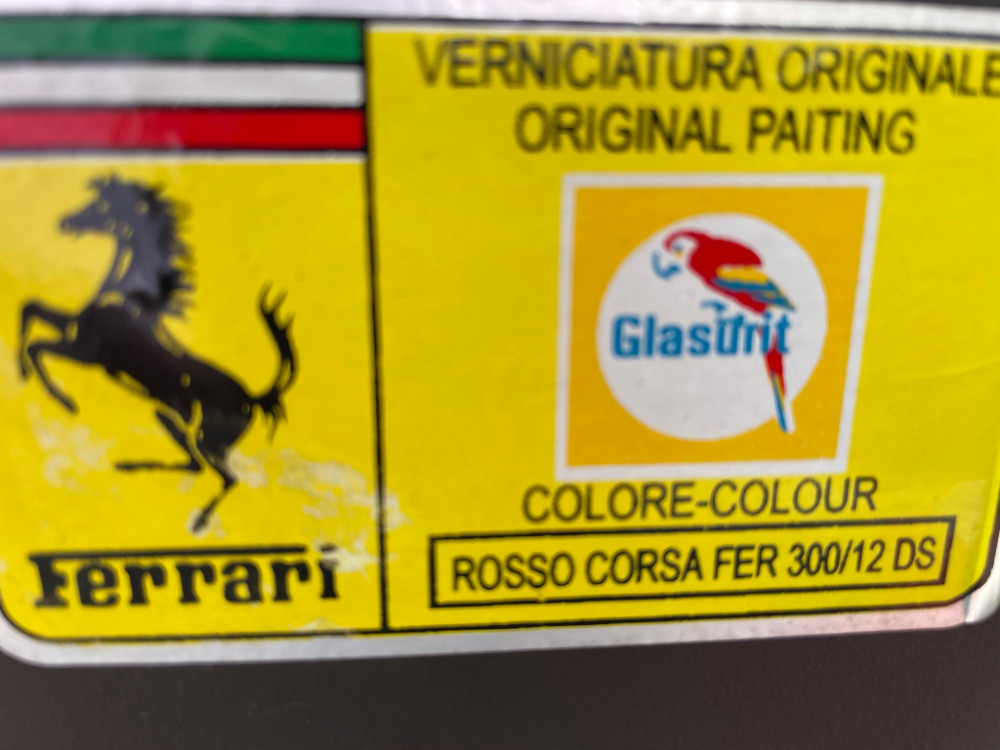 VERNICIATURA ORIGINALE
ORIGINAL PAITING
Glasurit
COLORE-COLOUR
ROSSO CORSA FER 300/12 DS
Ferrari